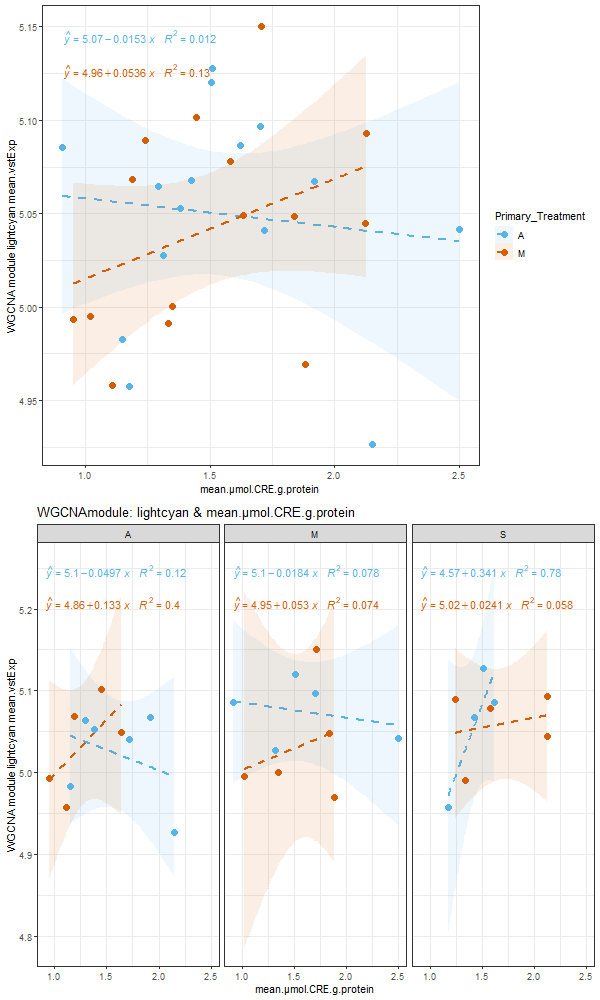 5.15
5.10
5.05
5.00
4.95
WGCNA module lightcyan mean.vstExp
ŷ = 5.07 − 0.0153 x R² = 0.012
ŷ = 4.96 + 0.0536 x R² = 0.13
1.0 1.5 2.0 2.5
mean.µmol.CRE.g.protein
Primary_Treatment
A
M
WGCNAmodule: lightcyan & mean.µmol.CRE.g.protein
A M S
ŷ = 5.1 − 0.0497 x R² = 0.12 ŷ = 5.1 − 0.0184 x R² = 0.078 ŷ = 4.57 + 0.341 x R² = 0.78
ŷ = 4.86 + 0.133 x R² = 0.4 ŷ = 4.95 + 0.053 x R² = 0.074 ŷ = 5.02 + 0.0241 x R² = 0.058
5.2
5.1
5.0
4.9
4.8
WGCNA module lightcyan mean.vstExp
1.0 1.5 2.0 2.5 1.0 1.5 2.0 2.5 1.0 1.5 2.0 2.5
mean.µmol.CRE.g.protein